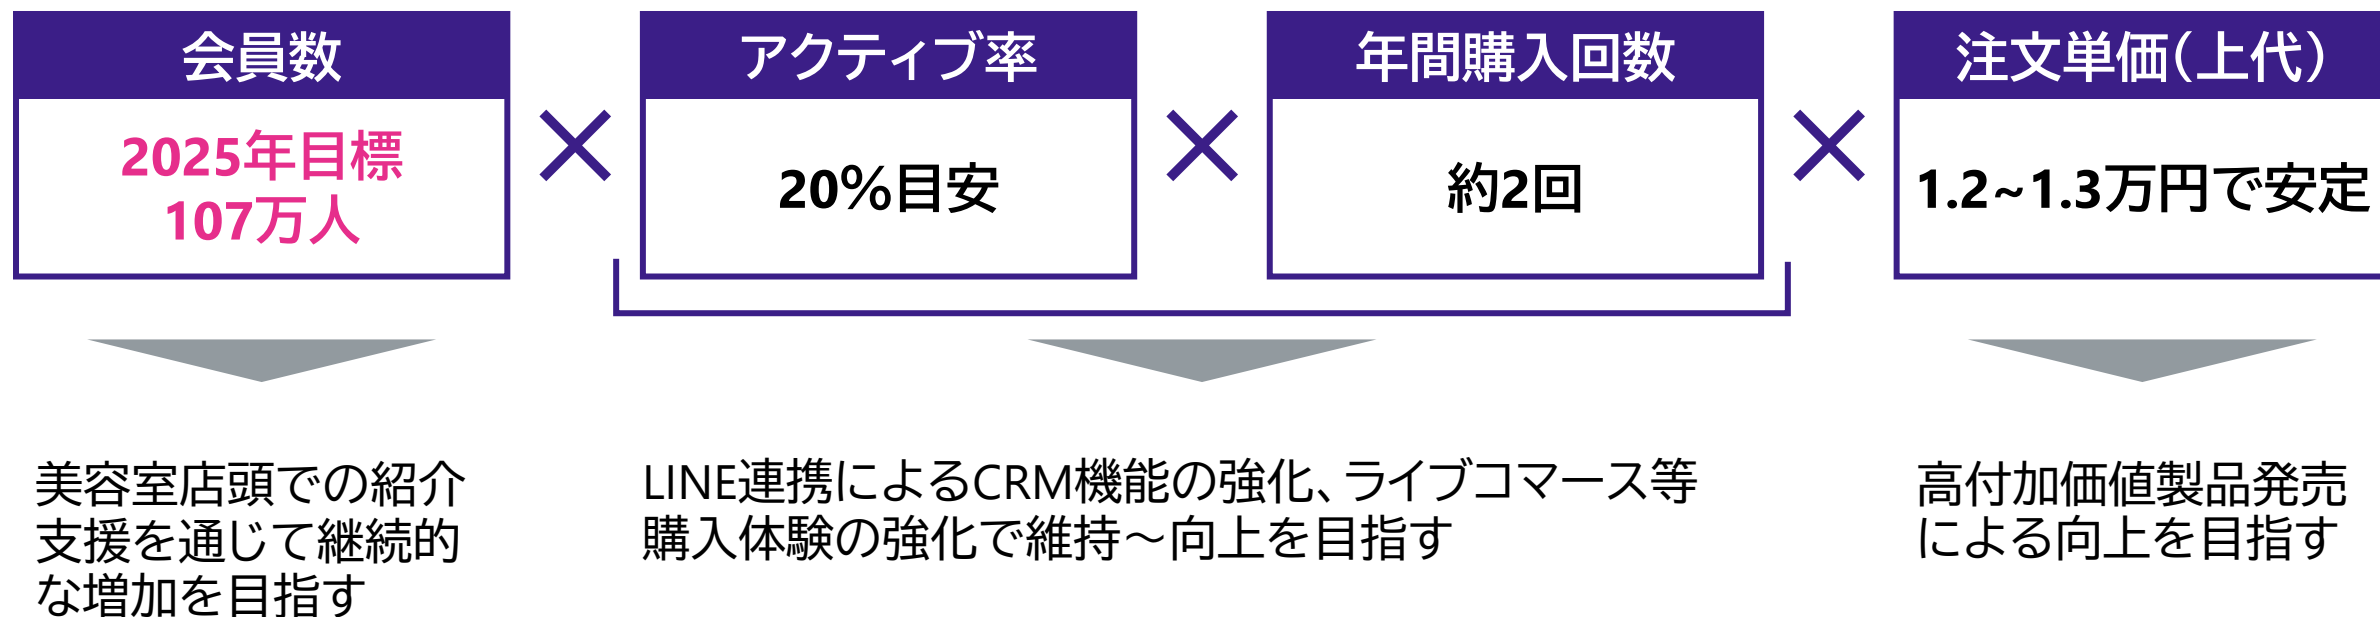 会員数
2025年目標
107万人
×
アクティブ率
20%目安
×
年間購入回数
約2回
×
注文単価(上代)
1.2~1.3万円で安定
美容室店頭での紹介
支援を通じて継続的
な増加を目指す
LINE連携によるCRM機能の強化、ライブコマース等
購入体験の強化で維持～向上を目指す
高付加価値製品発売
による向上を目指す